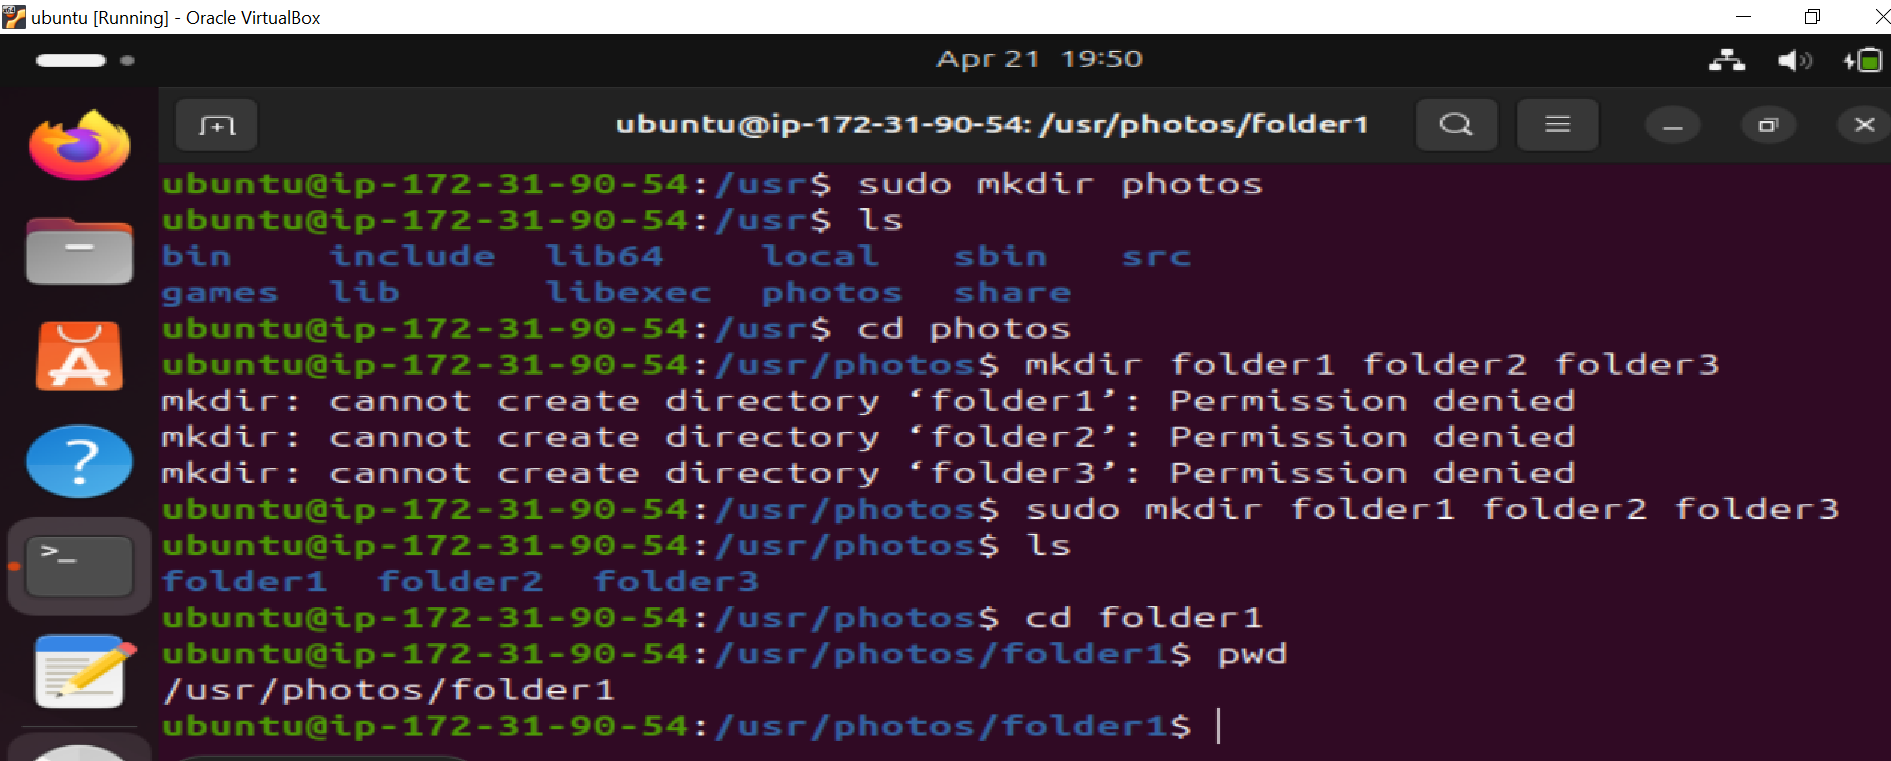 ubuntu [Running] - Oracle VirtualBox
Apr 21 19:50
ubuntu@ip-172-31-90-54: /usr/photos/folder1
ubuntu@ip-172-31-90-54:/usr$ sudo mkdir photos
ubuntu@ip-172-31-90-54:/usr$ ls
bin include lib64 local sbin src
games lib libexec photos share
ubuntu@ip-172-31-90-54:/usr$ cd photos
ubuntu@ip-172-31-90-54:/usr/photos$ mkdir folder1 folder2 folder3
mkdir: cannot create directory ‘folder1’: Permission denied
mkdir: cannot create directory ‘folder2’: Permission denied
mkdir: cannot create directory ‘folder3’: Permission denied
ubuntu@ip-172-31-90-54:/usr/photos$ sudo mkdir folder1 folder2 folder3
ubuntu@ip-172-31-90-54:/usr/photos$ ls
folder1 folder2 folder3
ubuntu@ip-172-31-90-54:/usr/photos$ cd folder1
ubuntu@ip-172-31-90-54:/usr/photos/folder1$ pwd
/usr/photos/folder1
ubuntu@ip-172-31-90-54:/usr/photos/folder1$